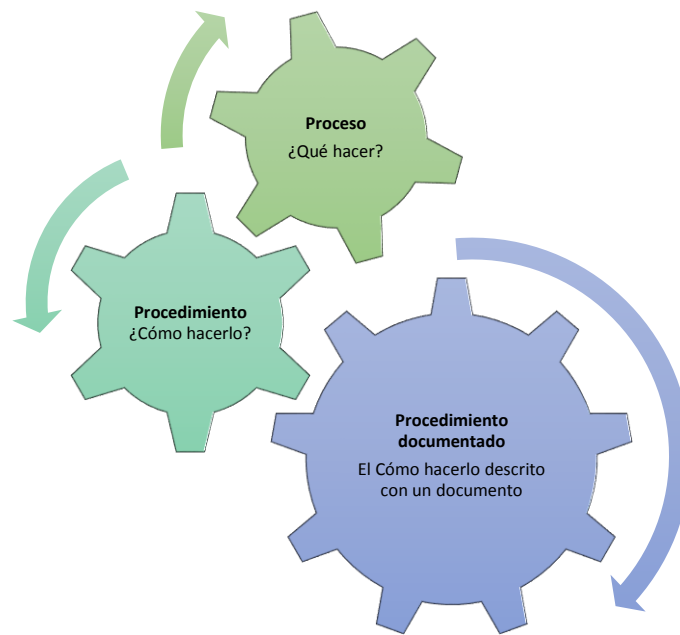 Proceso
¿Qué hacer?
Procedimiento
¿Cómo hacerlo?
Procedimiento
documentado
El Cómo hacerlo descrito
con un documento